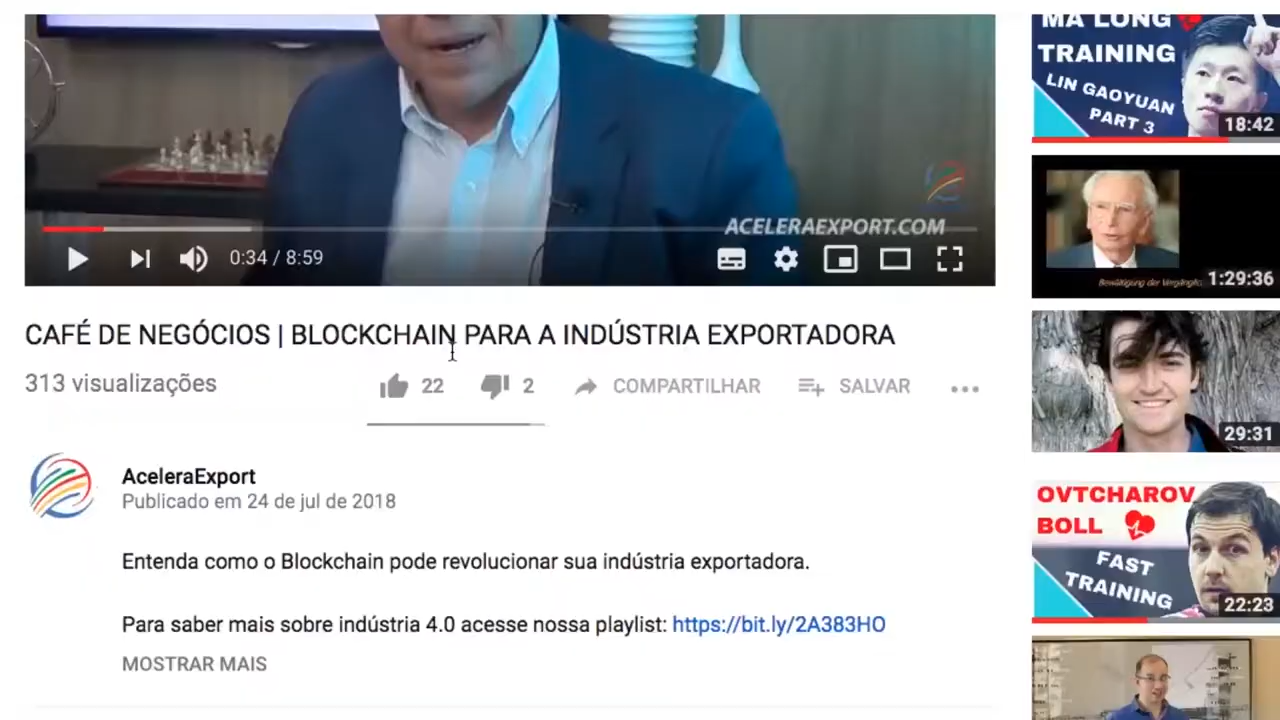 ACELERAEXPORT.COM
0:34 / 8:59
CAFÉ DE NEGÓCIOS | BLOCKCHAIN PARA A INDÚSTRIA EXPORTADORA
313 visualizações
22
2
COMPARTILHAR
SALVAR
AceleraExport
Publicado em 24 de jul de 2018
Entenda como o Blockchain pode revolucionar sua indústria exportadora.
Para saber mais sobre indústria 4.0 acesse nossa playlist: https://bit.ly/2A383HO
MOSTRAR MAIS
MA LONG
TRAINING
LIN GAOYUAN
PART 3
18:42
Bewältigung der
1:29:36
29:31
OVTCHAROV
BOLL
FAST
TRAINING
22:23